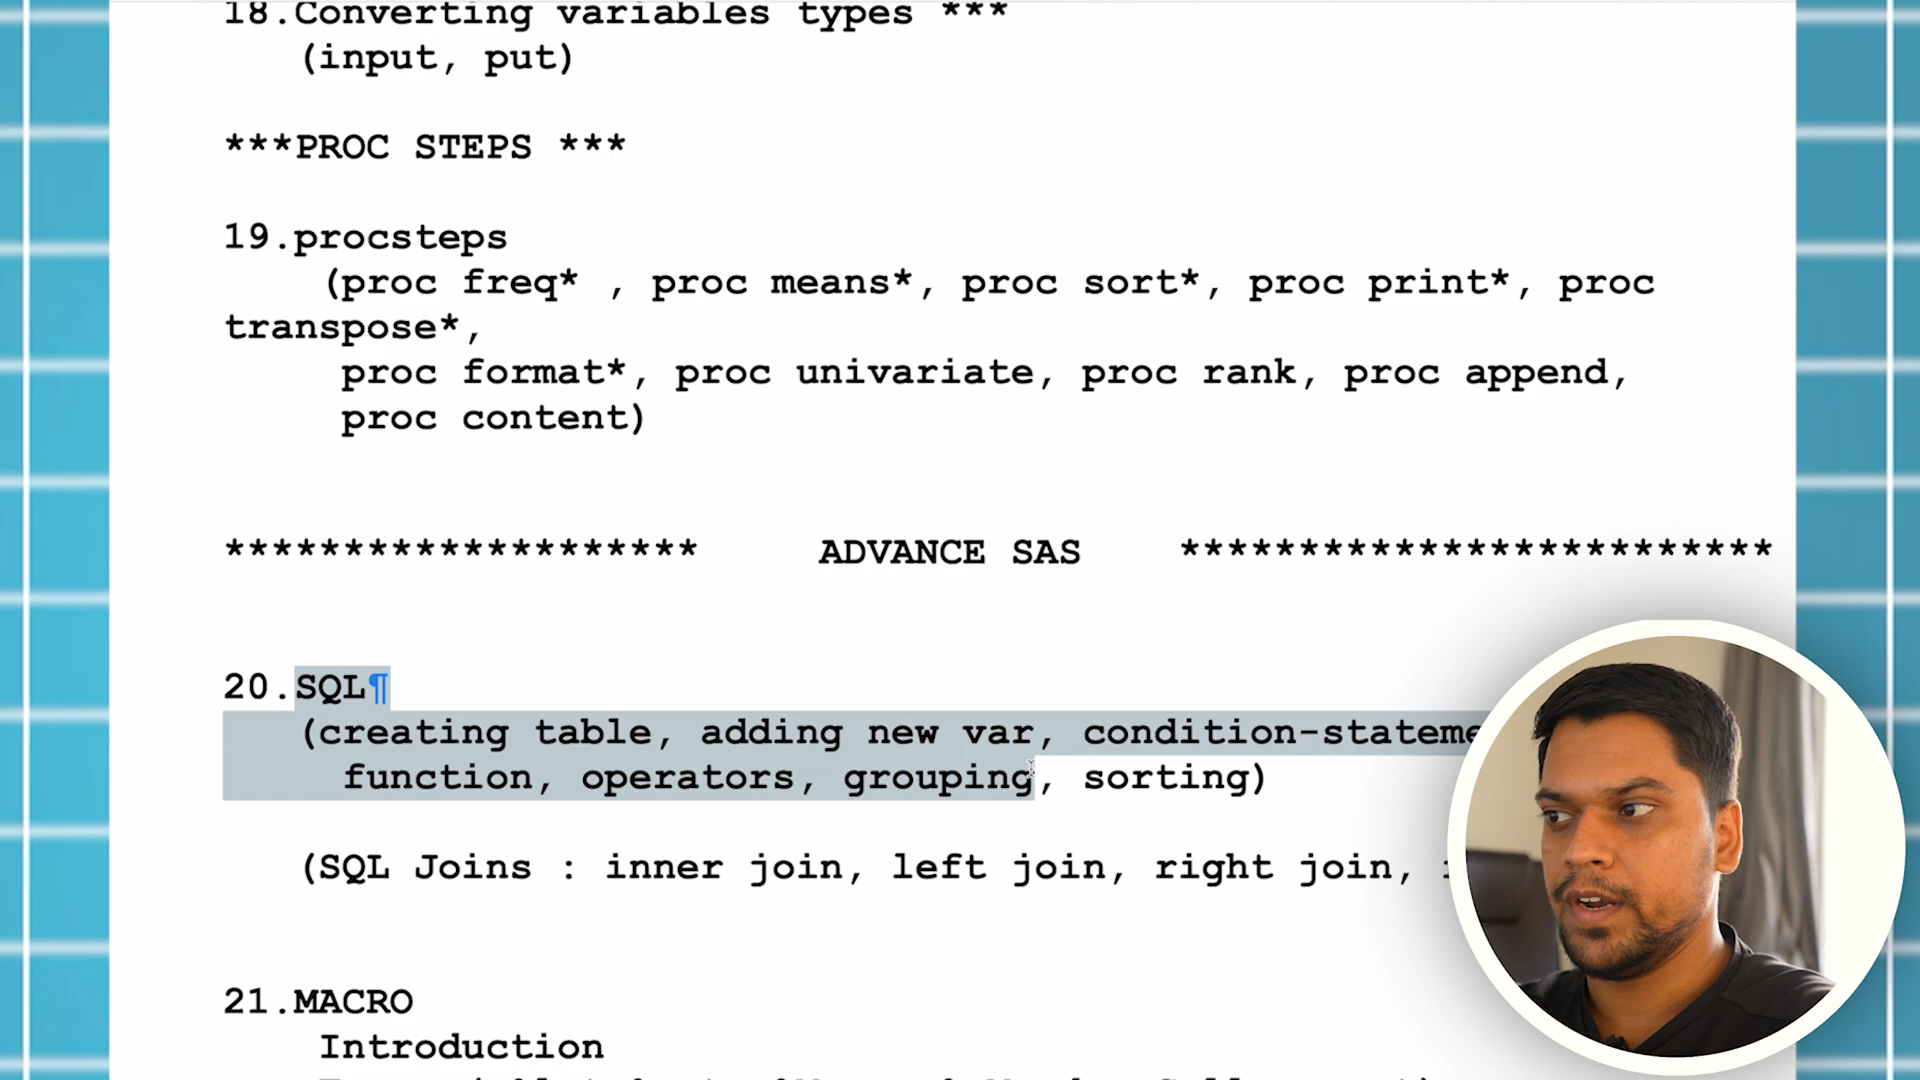 18.Converting variables types ***
(input, put)
***PROC STEPS ***
19.procsteps
(proc freq* , proc means*, proc sort*, proc print*, proc
transpose*,
proc format*, proc univariate, proc rank, proc append,
proc content)
********************* ADVANCE SAS *************************
20.SQL¶
(creating table, adding new var, condition-stateme
function, operators, grouping, sorting)
(SQL Joins : inner join, left join, right join,
21.MACRO
Introduction